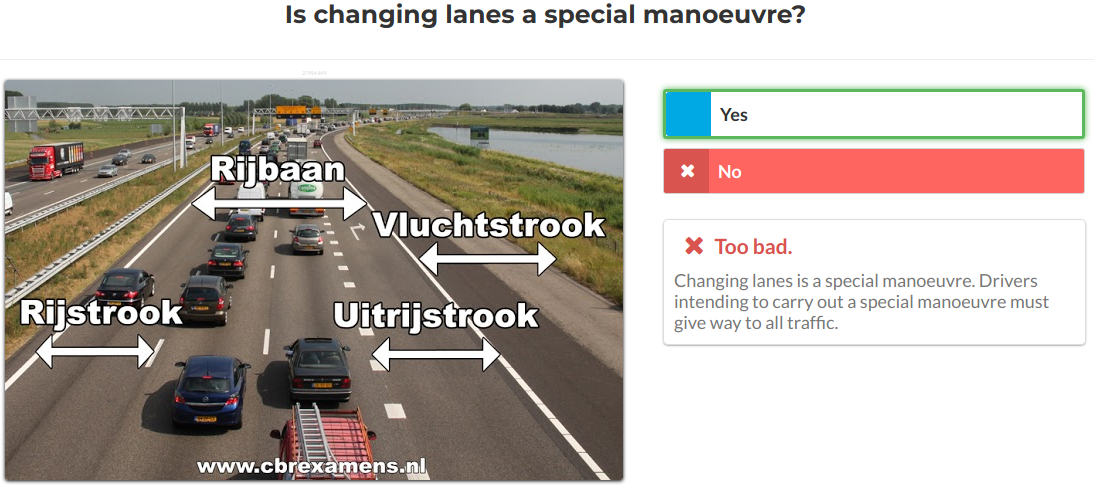 Is changing lanes a special manoeuvre?
Rijbaan
Vluchtstrook
Rijstrook
Uitrijstrook
www.cbrexamens.nl
Yes
No
Too bad.
Changing lanes is a special manoeuvre. Drivers
intending to carry out a special manoeuvre must
give way to all traffic.